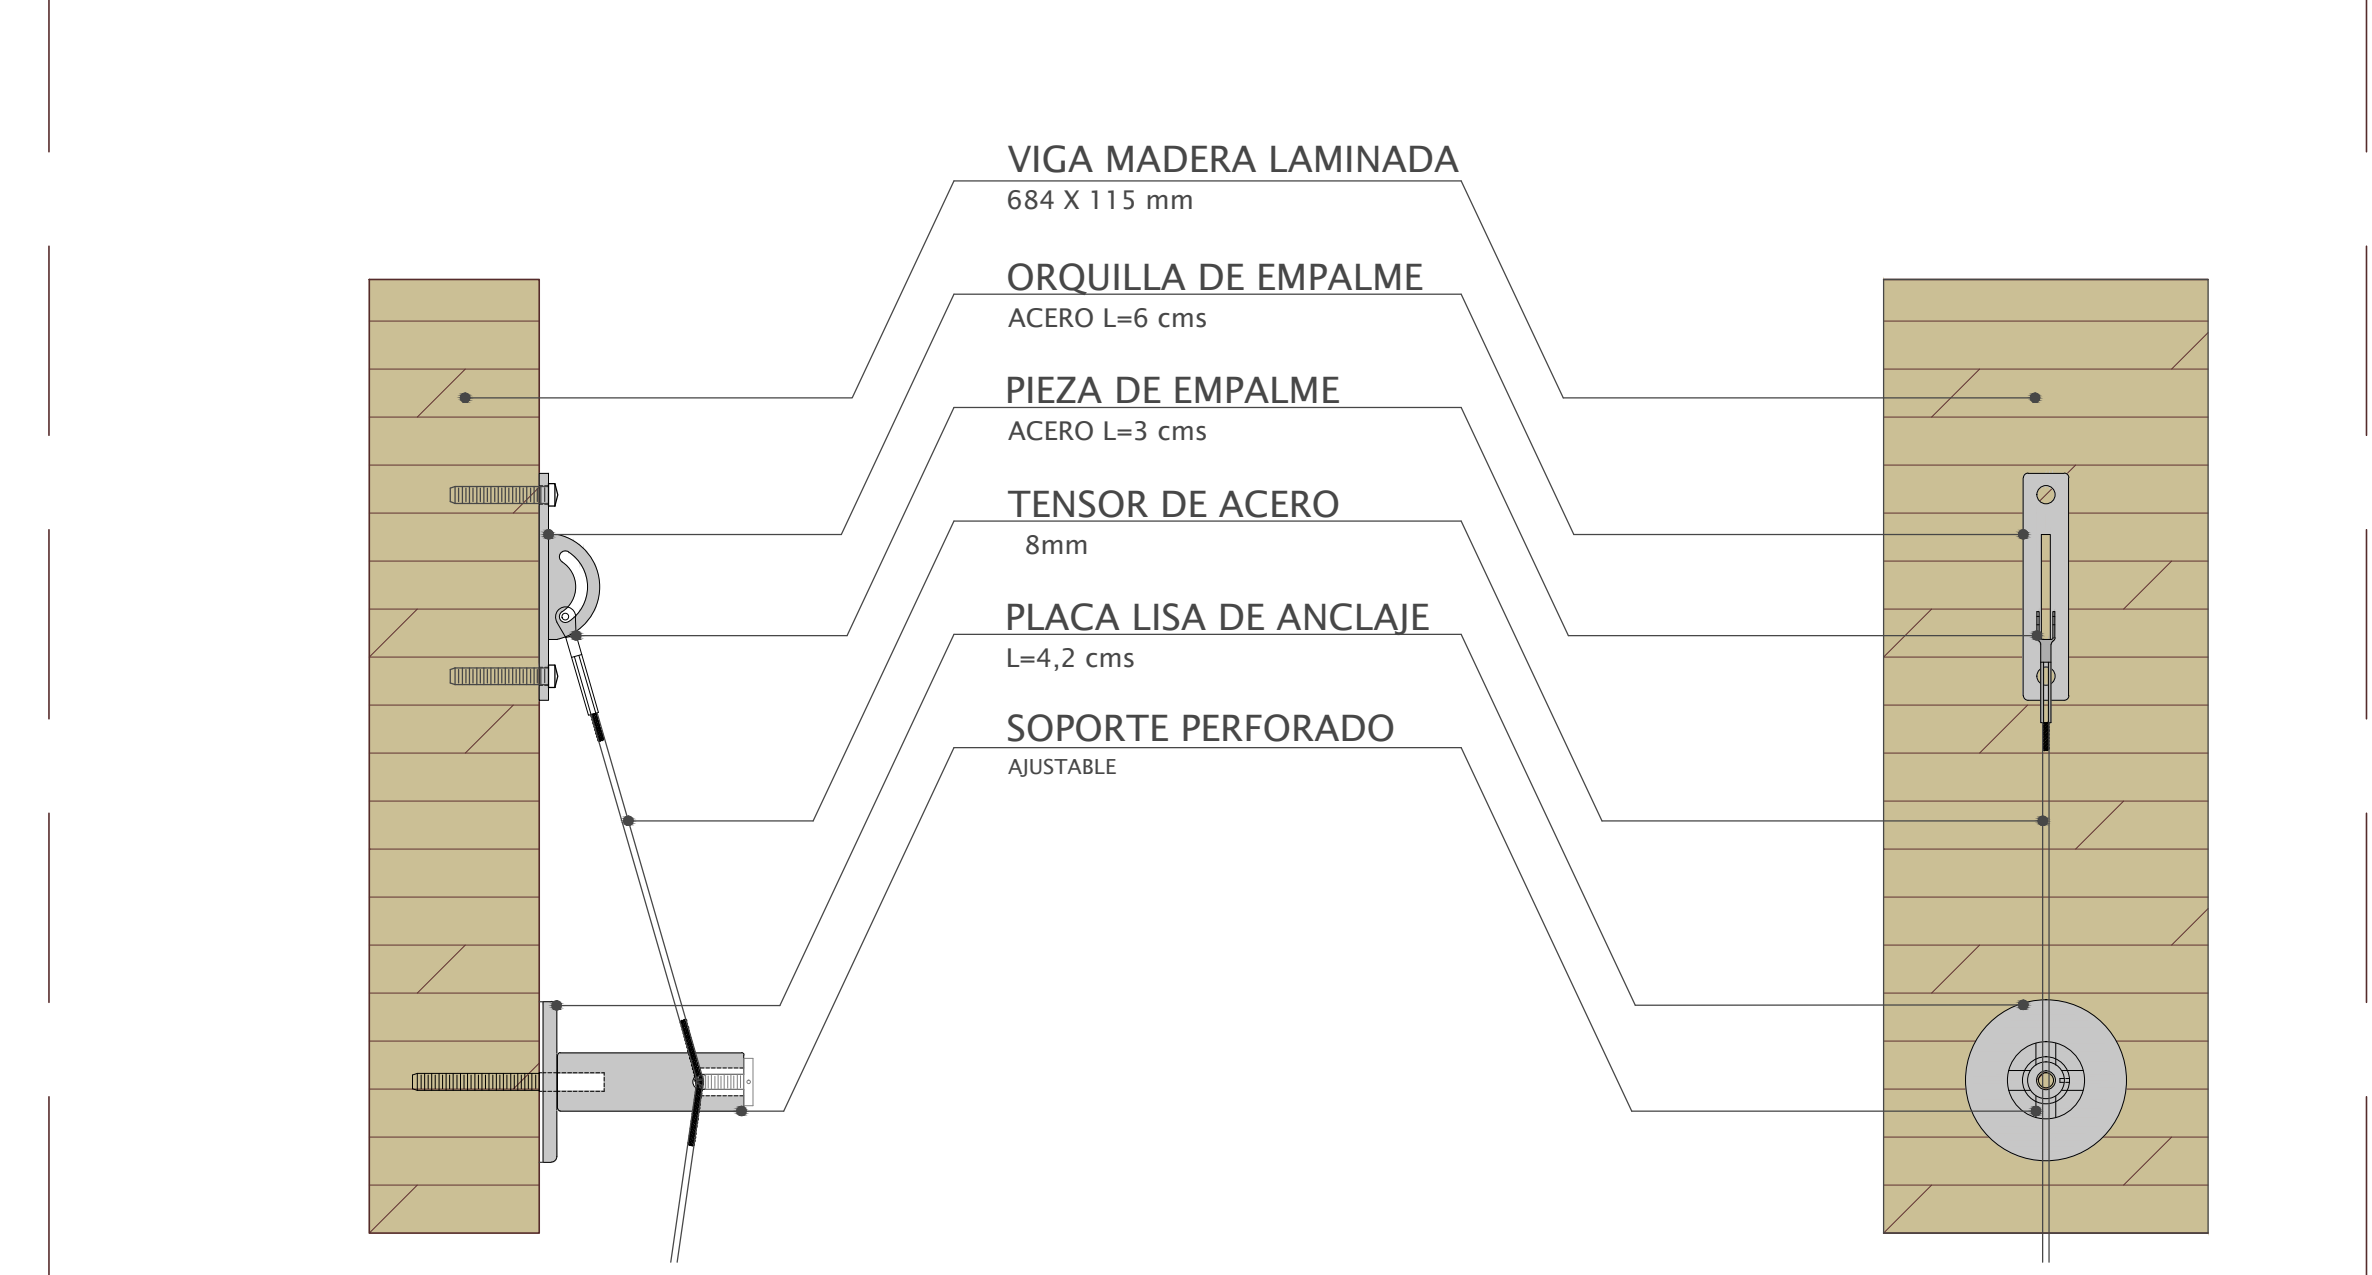 VIGA MADERA LAMINADA
684 X 115 mm
ORQUILLA DE EMPALME
ACERO L=6 cms
PIEZA DE EMPALME
ACERO L=3 cms
TENSOR DE ACERO
8mm
PLACA LISA DE ANCLAJE
L=4,2 cms
SOPORTE PERFORADO
AJUSTABLE